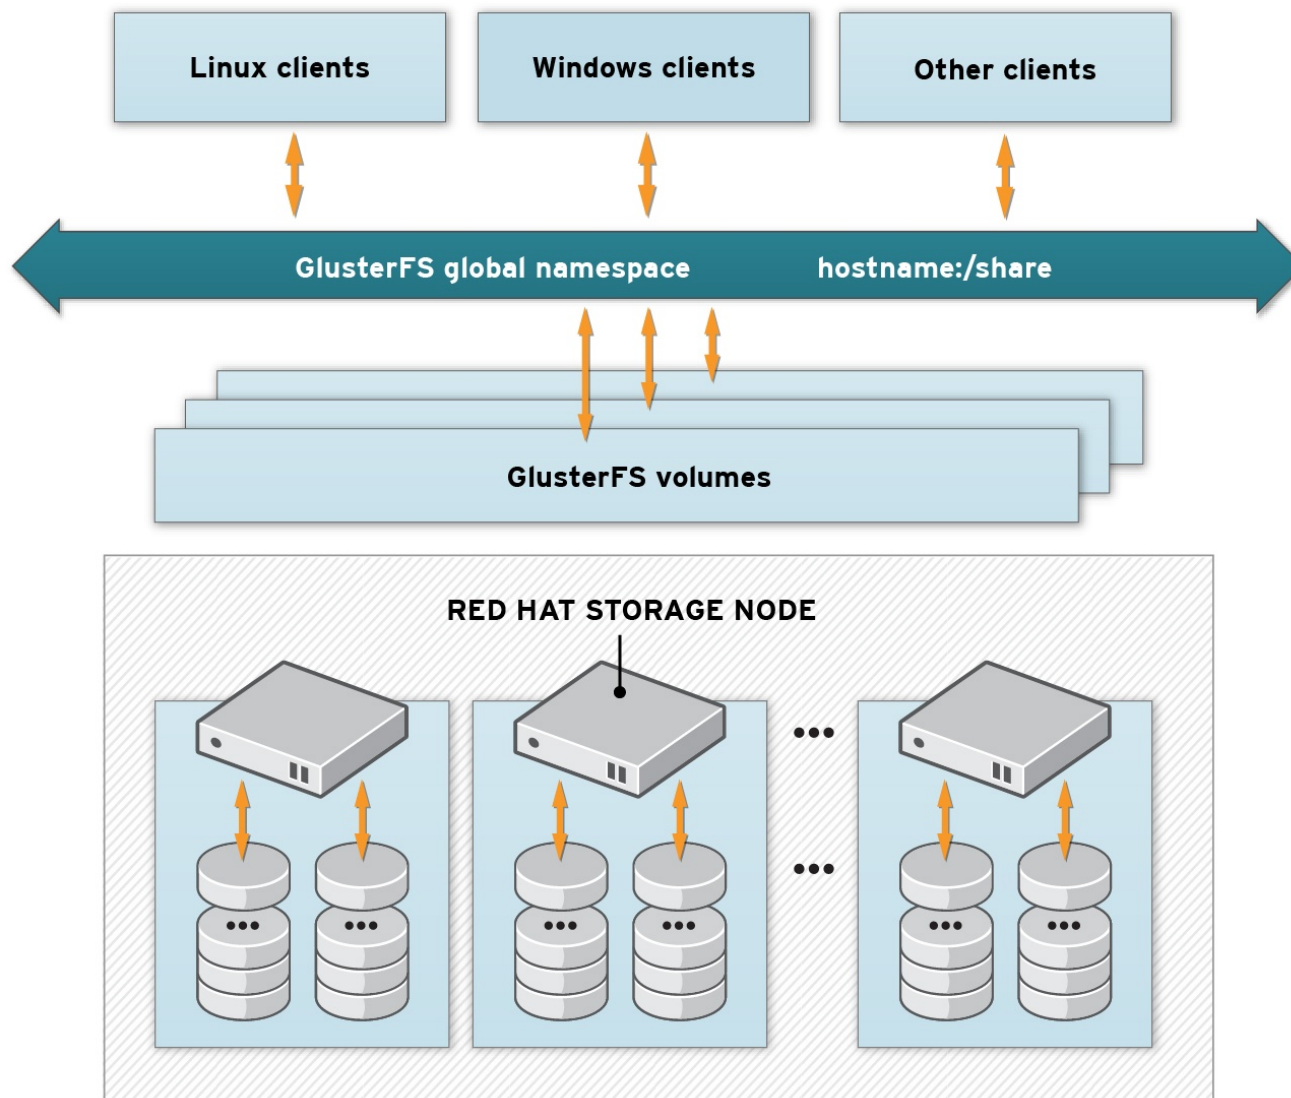 Linux clients
Windows clients
Other clients
GlusterFS global namespace
hostname:/share
GlusterFS volumes
RED HAT STORAGE NODE
•••
•••
••• ••• ••• ••• ••• •••